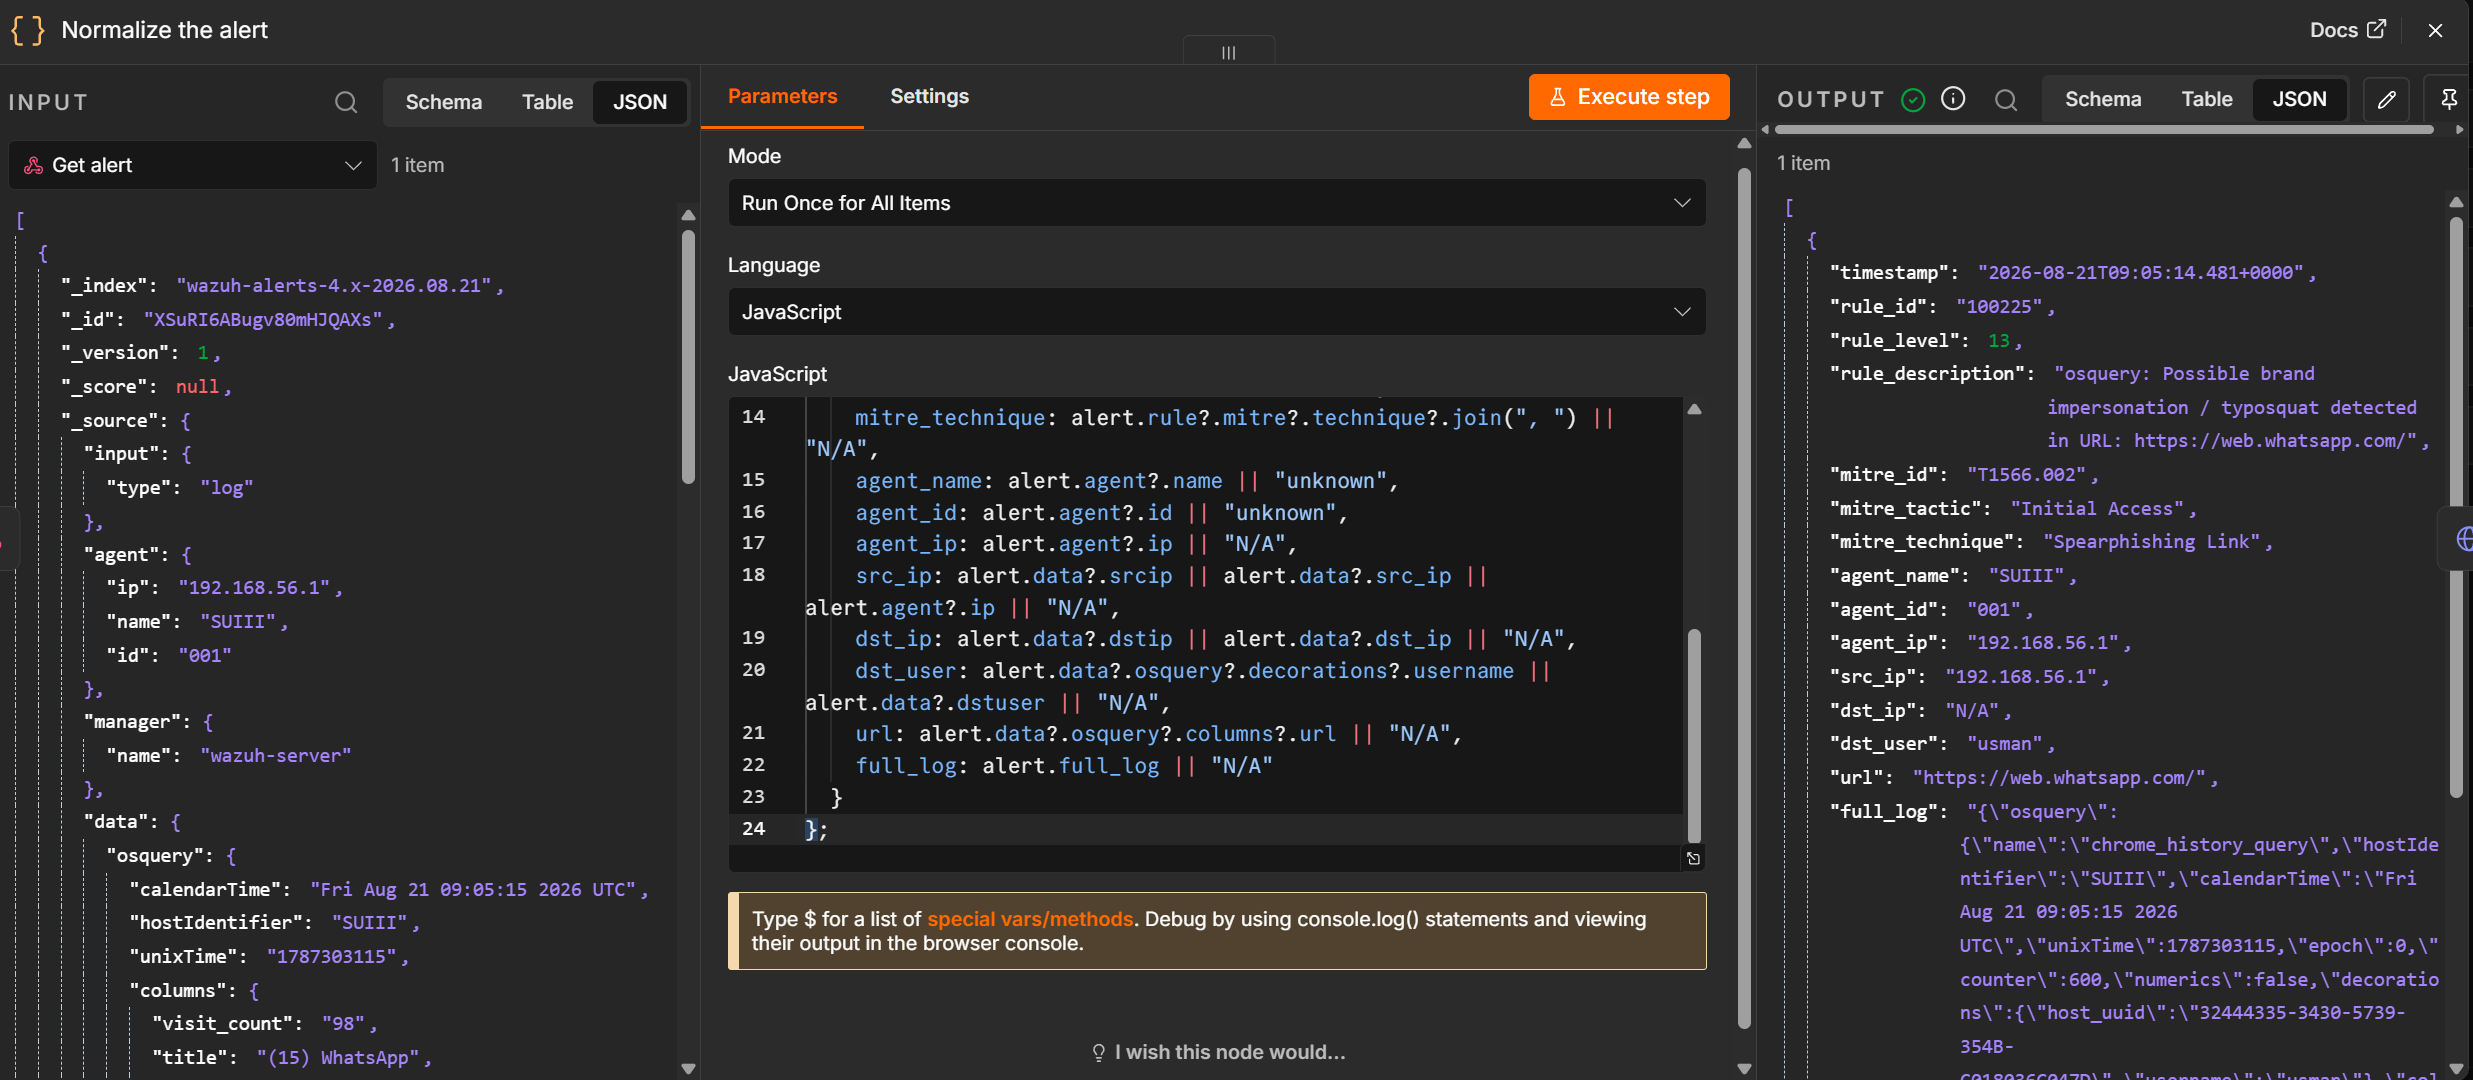 { } Normalize the alert
Docs
INPUT
Schema Table JSON
Get alert
1 item
[
{
"_index": "wazuh-alerts-4.x-2026.08.21",
"_id": "XSuRI6ABugv80mHJQAXs",
"_version": 1,
"_score": null,
"_source": {
"input": {
"type": "log"
},
"agent": {
"ip": "192.168.56.1",
"name": "SUIII",
"id": "001"
},
"manager": {
"name": "wazuh-server"
},
"data": {
"osquery": {
"calendarTime": "Fri Aug 21 09:05:15 2026 UTC",
"hostIdentifier": "SUIII",
"unixTime": "1787303115",
"columns": {
"visit_count": "98",
"title": "(15) WhatsApp",
Parameters
Settings
Execute step
Mode
Run Once for All Items
Language
JavaScript
JavaScript
14 mitre_technique: alert.rule?.mitre?.technique?.join(", ") ||
"N/A",
15 agent_name: alert.agent?.name || "unknown",
16 agent_id: alert.agent?.id || "unknown",
17 agent_ip: alert.agent?.ip || "N/A",
18 src_ip: alert.data?.srcip || alert.data?.src_ip ||
alert.agent?.ip || "N/A",
19 dst_ip: alert.data?.dstip || alert.data?.dst_ip || "N/A",
20 dst_user: alert.data?.osquery?.decorations?.username ||
alert.data?.dstuser || "N/A",
21 url: alert.data?.osquery?.columns?.url || "N/A",
22 full_log: alert.full_log || "N/A"
23 }
24 };
Type $ for a list of special vars/methods. Debug by using console.log() statements and viewing
their output in the browser console.
I wish this node would...
OUTPUT
Schema Table JSON
1 item
[
{
"timestamp": "2026-08-21T09:05:14.481+0000",
"rule_id": "100225",
"rule_level": 13,
"rule_description": "osquery: Possible brand
impersonation / typosquat detected
in URL: https://web.whatsapp.com/",
"mitre_id": "T1566.002",
"mitre_tactic": "Initial Access",
"mitre_technique": "Spearphishing Link",
"agent_name": "SUIII",
"agent_id": "001",
"agent_ip": "192.168.56.1",
"src_ip": "192.168.56.1",
"dst_ip": "N/A",
"dst_user": "usman",
"url": "https://web.whatsapp.com/",
"full_log": "{\"osquery\":
{\"name\":\"chrome_history_query\",\"hostIde
ntifier\":\"SUIII\",\"calendarTime\":\"Fri
Aug 21 09:05:15 2026
UTC\",\"unixTime\":1787303115,\"epoch\":0,\"
counter\":600,\"numerics\":false,\"decoratio
ns\":{\"host_uuid\":\"32444335-3430-5739-
354B-